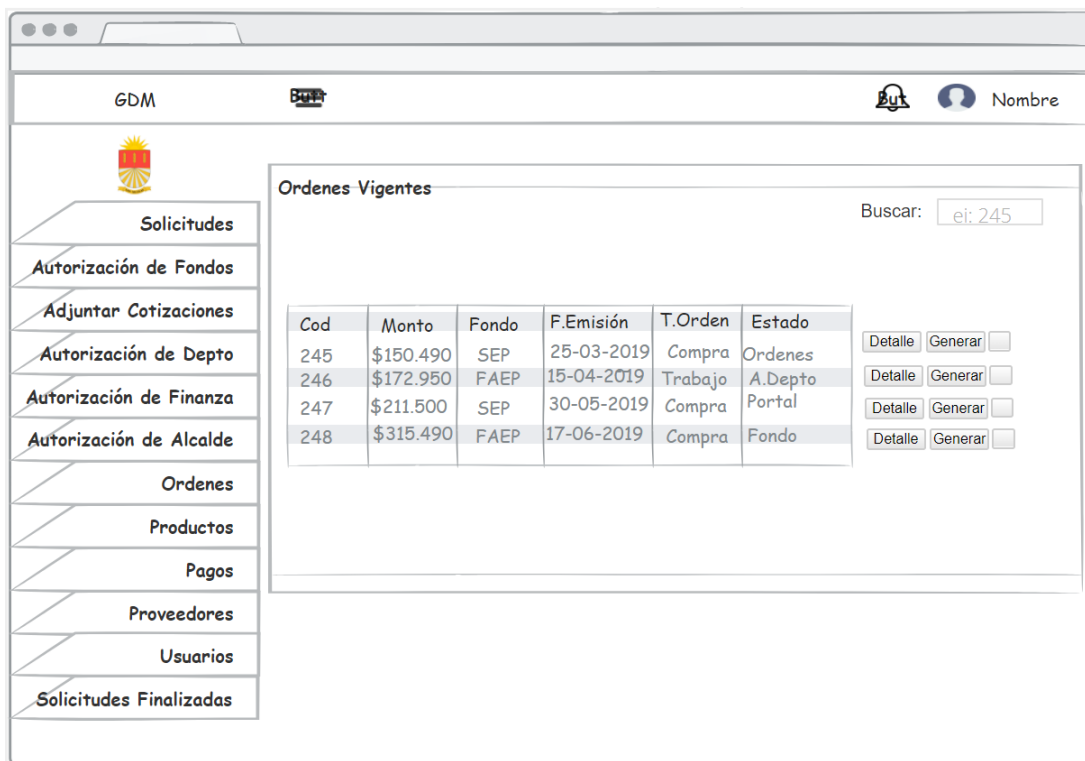 GDM Butt But Nombre
Solicitudes
Autorización de Fondos
Adjuntar Cotizaciones
Autorización de Depto
Autorización de Finanza
Autorización de Alcalde
Ordenes
Productos
Pagos
Proveedores
Usuarios
Solicitudes Finalizadas
Ordenes Vigentes
Buscar: ej: 245
Cod Monto Fondo F.Emisión T.Orden Estado
245 $150.490 SEP 25-03-2019 Compra Ordenes Detalle Generar
246 $172.950 FAEP 15-04-2019 Trabajo A.Depto Detalle Generar
247 $211.500 SEP 30-05-2019 Compra Portal Detalle Generar
248 $315.490 FAEP 17-06-2019 Compra Fondo Detalle Generar